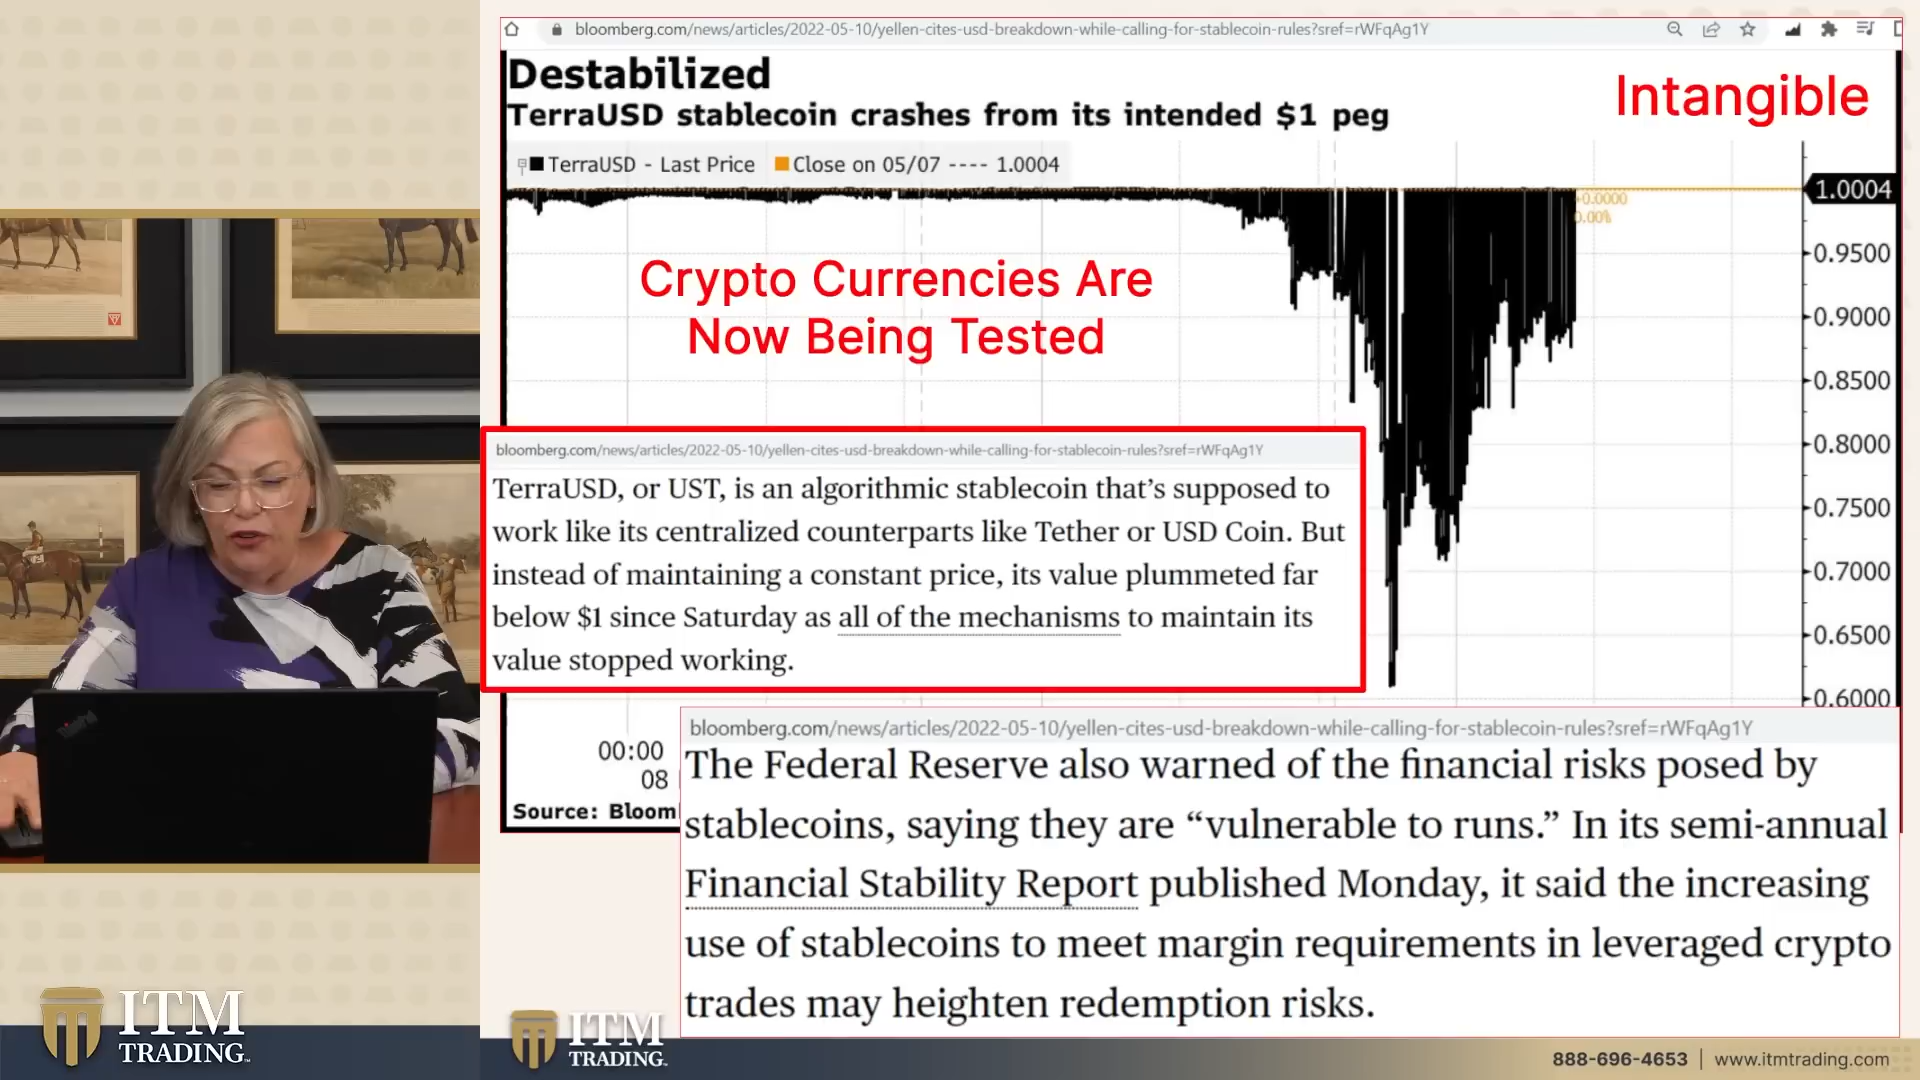 bloomberg.com/news/articles/2022-05-10/yellen-cites-usd-breakdown-while-calling-for-stablecoin-rules?sref=rWFqAg1Y
Destabilized
TerraUSD stablecoin crashes from its intended $1 peg
Intangible
TerraUSD - Last Price Close on 05/07 ---- 1.0004
1.0004
+0.0000
0.00%
0.9500
Crypto Currencies Are
Now Being Tested
0.9000
0.8500
0.8000
bloomberg.com/news/articles/2022-05-10/yellen-cites-usd-breakdown-while-calling-for-stablecoin-rules?sref=rWFqAg1Y
TerraUSD, or UST, is an algorithmic stablecoin that's supposed to
work like its centralized counterparts like Tether or USD Coin. But
instead of maintaining a constant price, its value plummeted far
below $1 since Saturday as all of the mechanisms to maintain its
value stopped working.
0.7500
0.7000
0.6500
0.6000
00:00
08
Source: Bloom
bloomberg.com/news/articles/2022-05-10/yellen-cites-usd-breakdown-while-calling-for-stablecoin-rules?sref=rWFqAg1Y
The Federal Reserve also warned of the financial risks posed by
stablecoins, saying they are “vulnerable to runs.” In its semi-annual
Financial Stability Report published Monday, it said the increasing
use of stablecoins to meet margin requirements in leveraged crypto
trades may heighten redemption risks.
ThinkPad
ITM
TRADING
ITM
TRADING
888-696-4653 | www.itmtrading.com